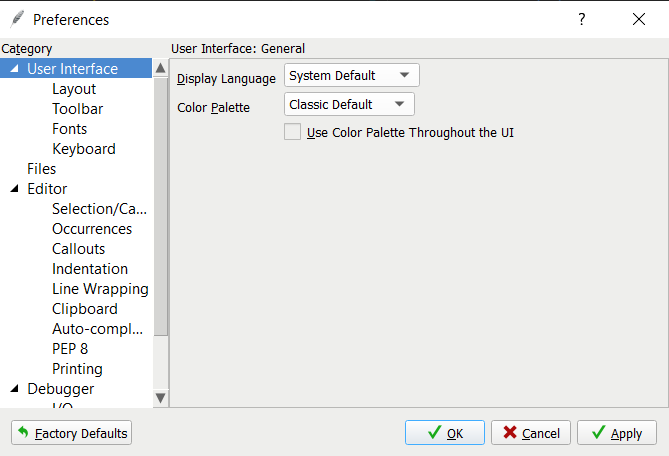 Preferences
?
Category
User Interface: General
User Interface
Layout
Toolbar
Fonts
Keyboard
Files
Editor
Selection/Ca...
Occurrences
Callouts
Indentation
Line Wrapping
Clipboard
Auto-compl...
PEP 8
Printing
Debugger
I/O
Display Language System Default
Color Palette Classic Default
Use Color Palette Throughout the UI
Factory Defaults
OK
Cancel
Apply